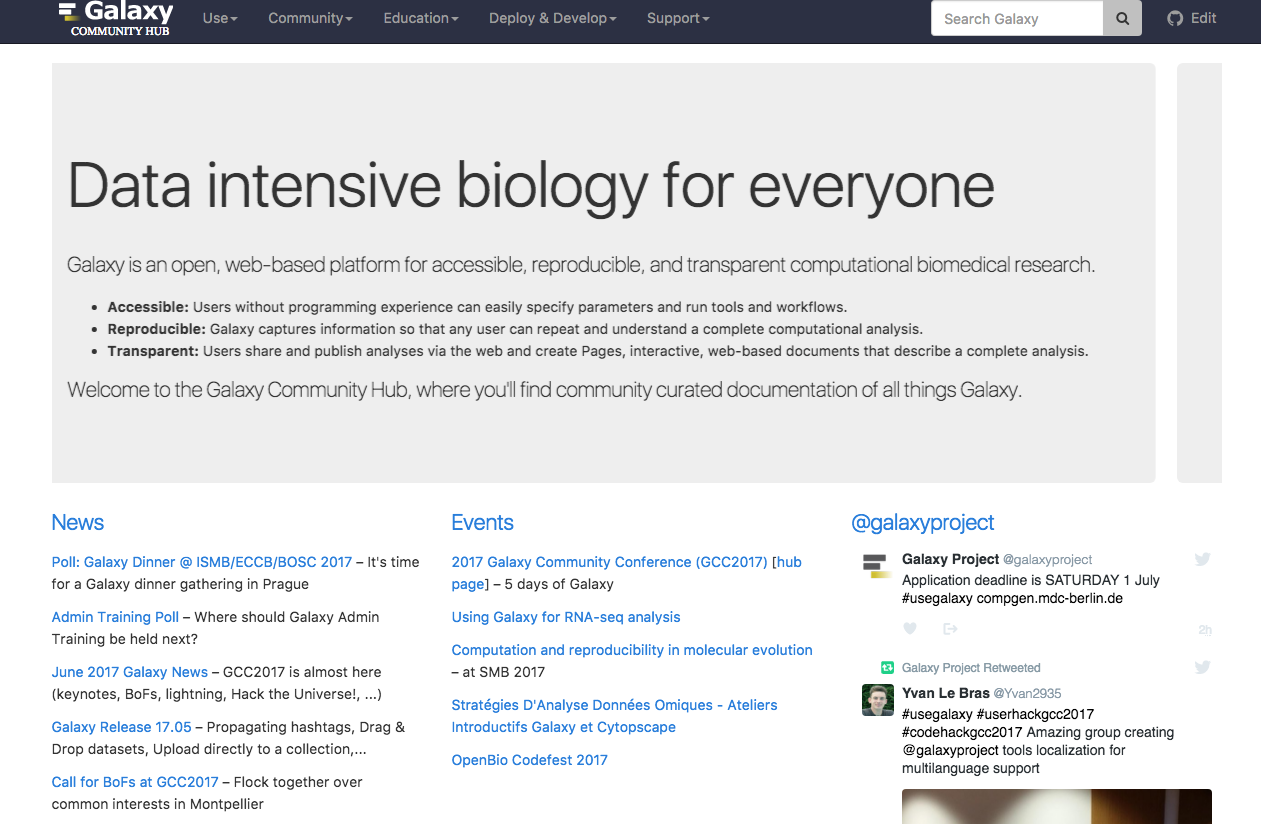 Galaxy
COMMUNITY HUB
Use
Community
Education
Deploy & Develop
Support
Search Galaxy
Edit
Data intensive biology for everyone
Galaxy is an open, web-based platform for accessible, reproducible, and transparent computational biomedical research.
• Accessible: Users without programming experience can easily specify parameters and run tools and workflows.
• Reproducible: Galaxy captures information so that any user can repeat and understand a complete computational analysis.
• Transparent: Users share and publish analyses via the web and create Pages, interactive, web-based documents that describe a complete analysis.
Welcome to the Galaxy Community Hub, where you'll find community curated documentation of all things Galaxy.
News
Poll: Galaxy Dinner @ ISMB/ECCB/BOSC 2017 – It's time
for a Galaxy dinner gathering in Prague
Admin Training Poll – Where should Galaxy Admin
Training be held next?
June 2017 Galaxy News – GCC2017 is almost here
(keynotes, BoFs, lightning, Hack the Universe!, ...)
Galaxy Release 17.05 – Propagating hashtags, Drag &
Drop datasets, Upload directly to a collection,...
Call for BoFs at GCC2017 – Flock together over
common interests in Montpellier
Events
2017 Galaxy Community Conference (GCC2017) [hub
page] – 5 days of Galaxy
Using Galaxy for RNA-seq analysis
Computation and reproducibility in molecular evolution
– at SMB 2017
Stratégies D'Analyse Données Omiques - Ateliers
Introductifs Galaxy et Cytopscape
OpenBio Codefest 2017
@galaxyproject
Galaxy Project @galaxyproject
Application deadline is SATURDAY 1 July
#usegalaxy compgen.mdc-berlin.de
2h
Galaxy Project Retweeted
Yvan Le Bras @Yvan2935
#usegalaxy #userhackgcc2017
#codehackgcc2017 Amazing group creating
@galaxyproject tools localization for
multilanguage support